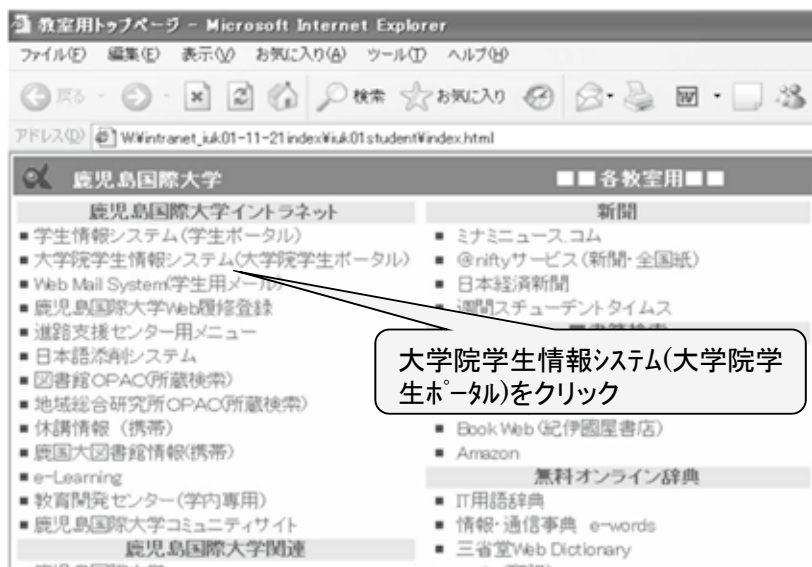 教室用トップページ - Microsoft Internet Explorer
ファイル(F) 編集(E) 表示(V) お気に入り(A) ツール(T) ヘルプ(H)
戻る 検索 お気に入り
アドレス(D) W:¥intranet_iuk01-11-21index¥iuk01student¥index.html
鹿児島国際大学 ■■各教室用■■
鹿児島国際大学イントラネット
■学生情報システム(学生ポータル)
■大学院学生情報システム(大学院学生ポータル)
■Web Mail System(学生用メール)
■鹿児島国際大学Web履修登録
■進路支援センター用メニュー
■日本語添削システム
■図書館OPAC(所蔵検索)
■地域総合研究所OPAC(所蔵検索)
■休講情報 (携帯)
■鹿国大図書館情報(携帯)
■e-Learning
■教育開発センター(学内専用)
■鹿児島国際大学コミュニティサイト
鹿児島国際大学関連
新聞
■ミナミニュース.コム
■@niftyサービス(新聞・全国紙)
■日本経済新聞
■週間スチューデントタイムス
大学院学生情報システム(大学院学
生ポータル)をクリック
■Book Web(紀伊國屋書店)
■Amazon
無料オンライン辞典
■IT用語辞典
■情報・通信事典 e-words
■三省堂Web Dictionary